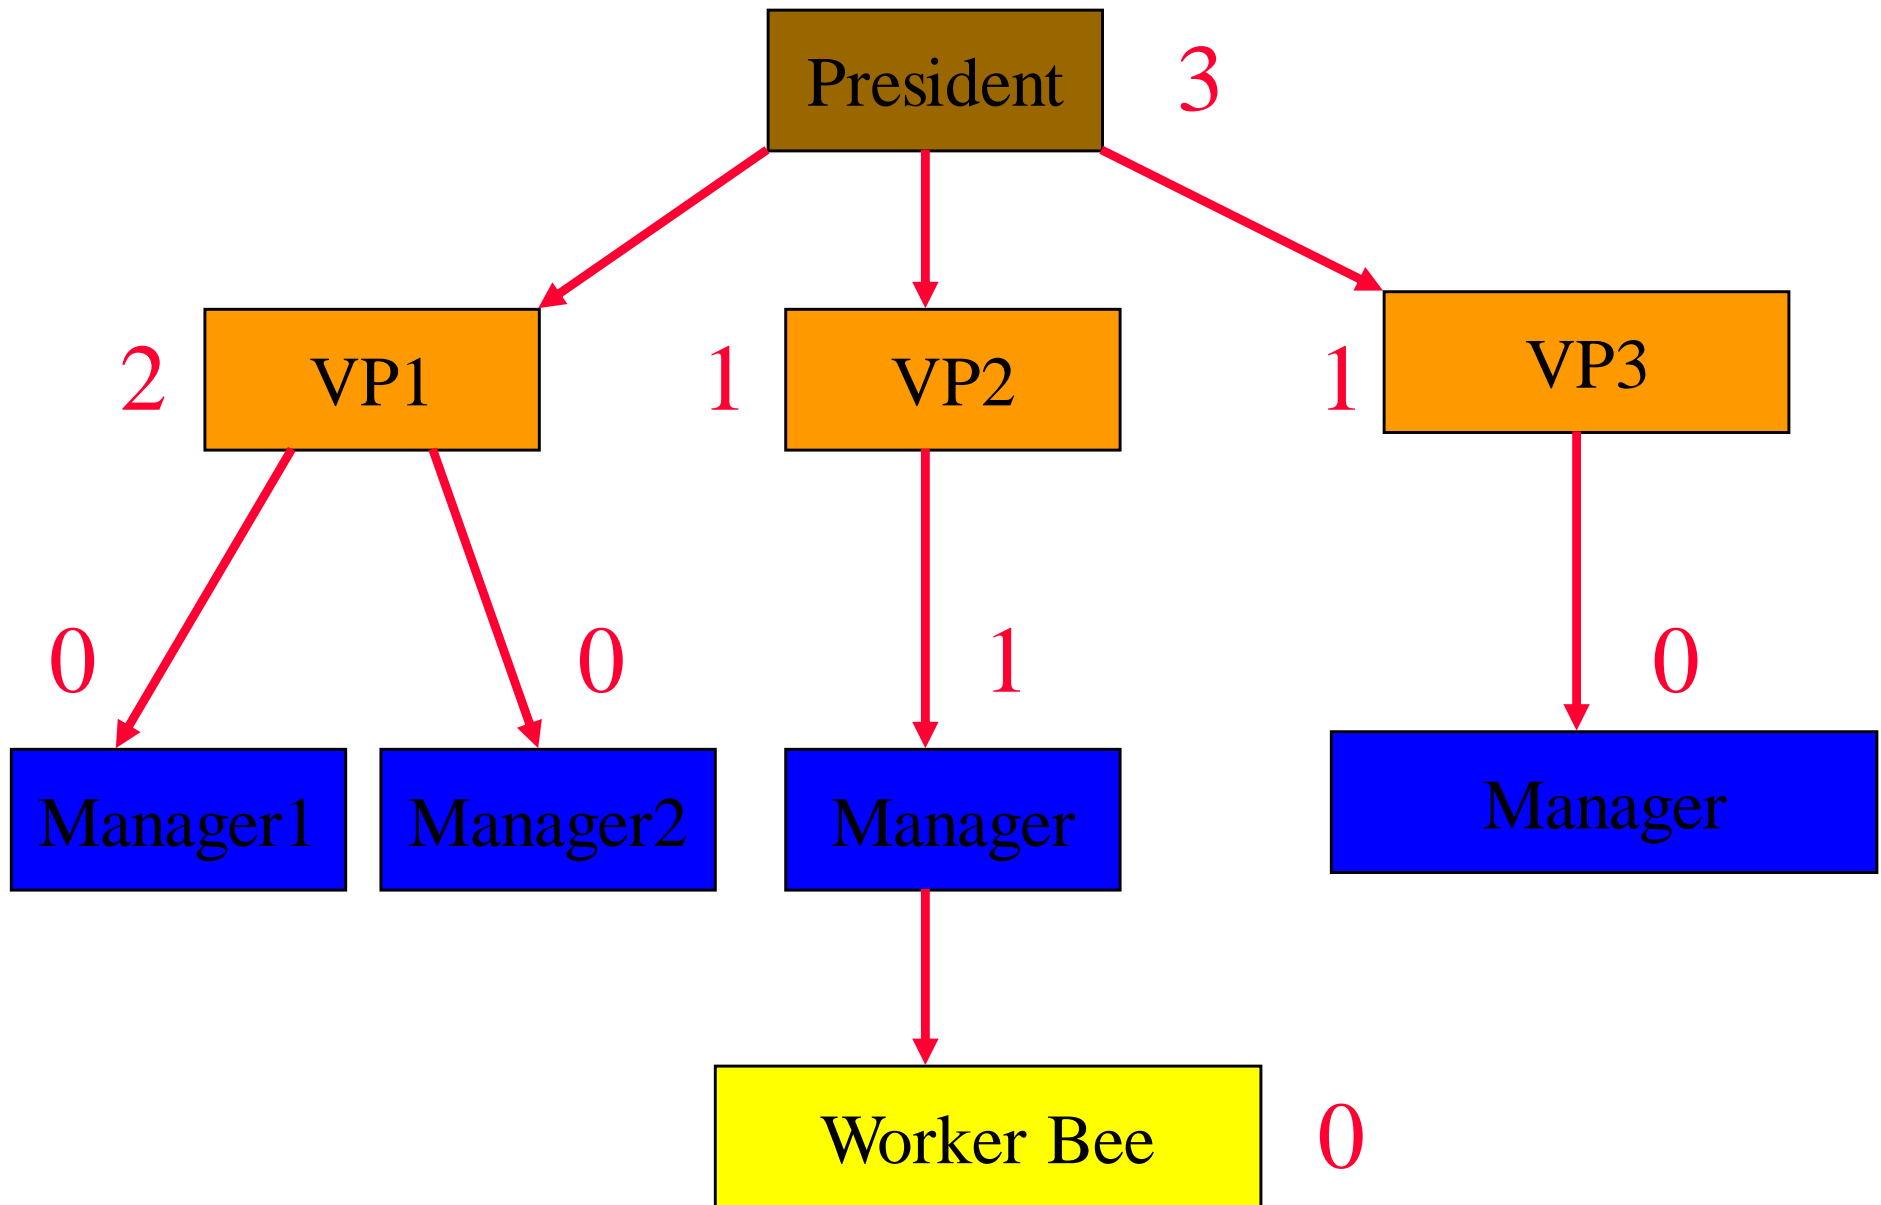 President 3
2 VP1 1 VP2 1 VP3
0 0 1 0
Manager1 Manager2 Manager Manager
Worker Bee 0